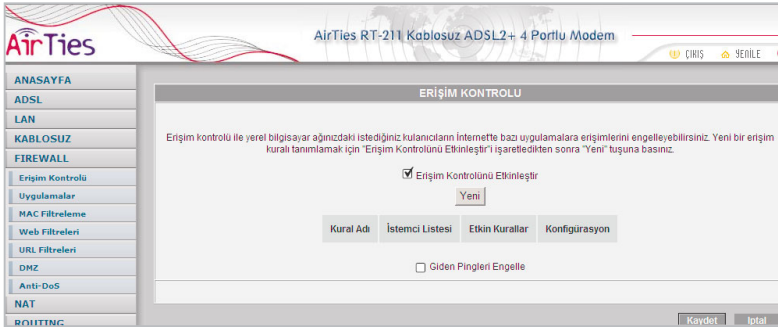 AirTies
AirTies RT-211 Kablosuz ADSL2+ 4 Portlu Modem
ÇIKIŞ YENİLE
ANASAYFA
ADSL
LAN
KABLOSUZ
FIREWALL
Erişim Kontrolü
Uygulamalar
MAC Filtreleme
Web Filtreleri
URL Filtreleri
DMZ
Anti-DoS
NAT
ROUTING
ERİŞİM KONTROLU
Erişim kontrolü ile yerel bilgisayar ağınızdaki istediğiniz kulanıcıların İnternet'te bazı uygulamalara erişimlerini engelleyebilirsiniz. Yeni bir erişim
kuralı tanımlamak için "Erişim Kontrolünü Etkinleştir"i işaretledikten sonra "Yeni" tuşuna basınız.
Erişim Kontrolünü Etkinleştir
Yeni
Kural Adı İstemci Listesi Etkin Kurallar Konfigürasyon
Giden Pingleri Engelle
Kaydet İptal